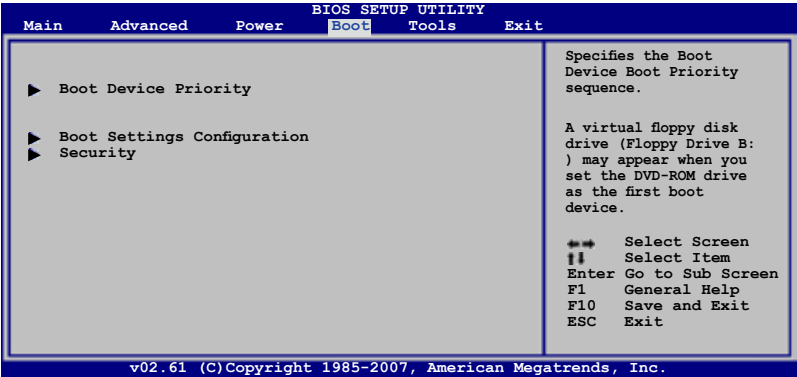 BIOS SETUP UTILITY
Main Advanced Power Boot Tools Exit
Boot Device Priority
Boot Settings Configuration
Security
Specifies the Boot
Device Boot Priority
sequence.
A virtual floppy disk
drive (Floppy Drive B:
) may appear when you
set the DVD-ROM drive
as the first boot
device.
Select Screen
Select Item
Enter Go to Sub Screen
F1 General Help
F10 Save and Exit
ESC Exit
v02.61 (C)Copyright 1985-2007, American Megatrends, Inc.